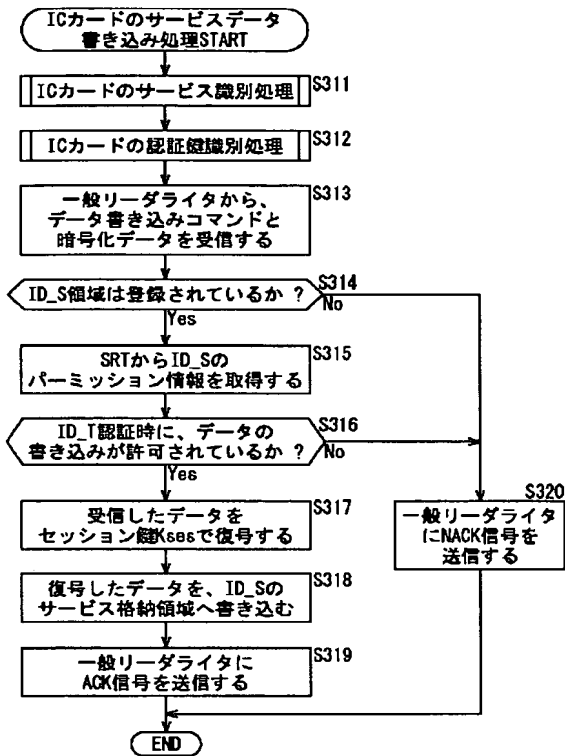 ICカードのサービスデータ
書き込み処理START
ICカードのサービス識別処理
S311
ICカードの認証鍵識別処理
S312
一般リーダライタから、
データ書き込みコマンドと
暗号化データを受信する
S313
ID_S領域は登録されているか ?
S314
No
Yes
SRTからID_Sの
パーミッション情報を取得する
S315
ID_T認証時に、データの
書き込みが許可されているか ?
S316
No
Yes
受信したデータを
セッション鍵Ksesで復号する
S317
S320
一般リーダライタ
にNACK信号を
送信する
復号したデータを、ID_Sの
サービス格納領域へ書き込む
S318
一般リーダライタに
ACK信号を送信する
S319
END